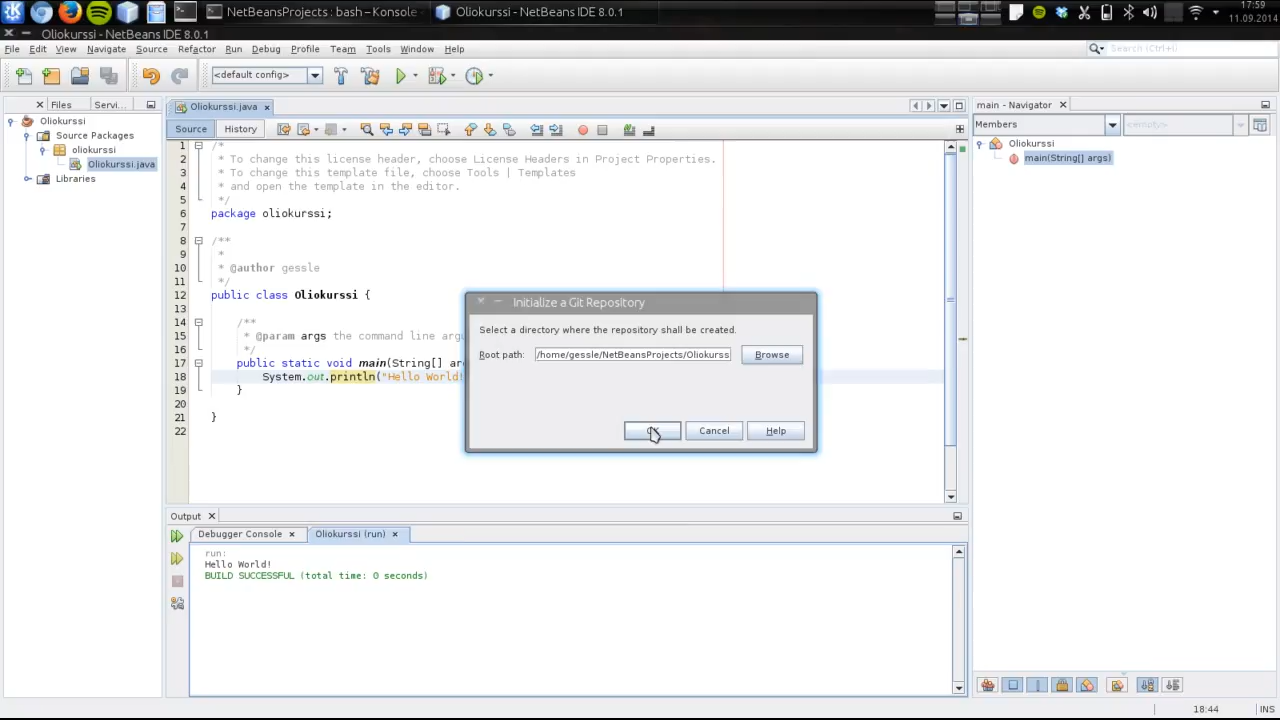 NetBeansProjects : bash – Konsole
Oliokurssi - NetBeans IDE 8.0.1
17:59
11.09.2014
Oliokurssi - NetBeans IDE 8.0.1
File Edit View Navigate Source Refactor Run Debug Profile Team Tools Window Help
Search (Ctrl+I)
<default config>
Files Servi...
Oliokurssi.java
main - Navigator
Oliokurssi
Source Packages
oliokurssi
Oliokurssi.java
Libraries
Source History
Members
<empty>
Oliokurssi
main(String[] args)
1 /*
2 * To change this license header, choose License Headers in Project Properties.
3 * To change this template file, choose Tools | Templates
4 * and open the template in the editor.
5 */
6 package oliokurssi;
7
8 /**
9 *
10 * @author gessle
11 */
12 public class Oliokurssi {
13
14 /**
15 * @param args the command line argu
16 */
17 public static void main(String[] ar
18 System.out.println("Hello World!
19 }
20
21 }
22
Initialize a Git Repository
Select a directory where the repository shall be created.
Root path: /home/gessle/NetBeansProjects/Oliokurss Browse
Cancel Help
Output
Debugger Console Oliokurssi (run)
run:
Hello World!
BUILD SUCCESSFUL (total time: 0 seconds)
18:44 INS